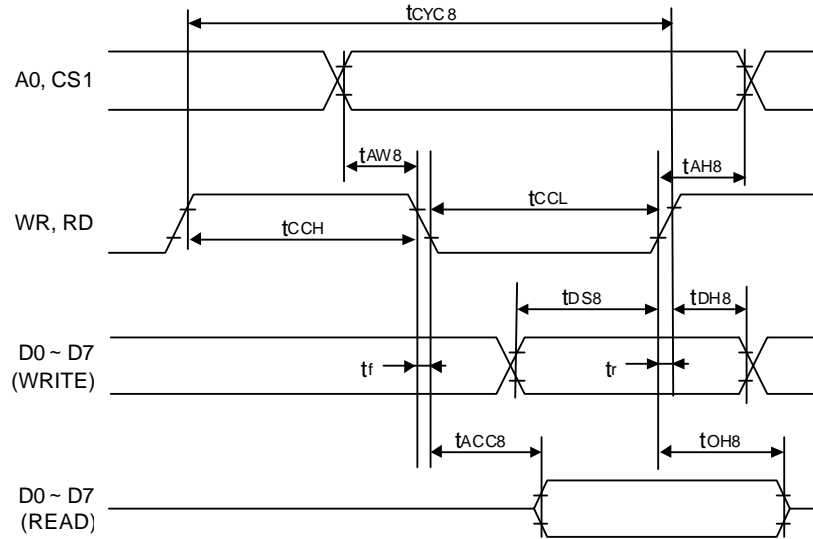 tCYC8
A0, CS1
tAW8
tAH8
WR, RD
tCCL
tCCH
tDS8
tDH8
D0 ~ D7
(WRITE)
tf
tr
tACC8
tOH8
D0 ~ D7
(READ)